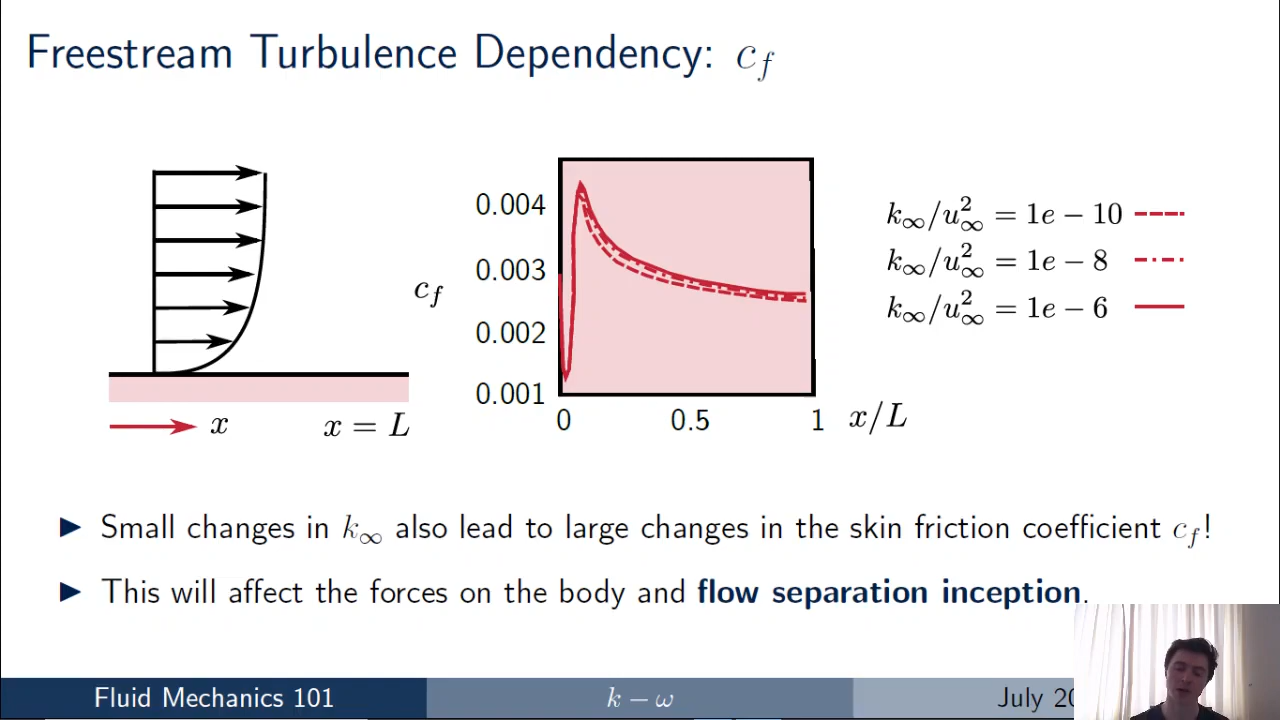 Freestream Turbulence Dependency: c_f
c_f
x
x = L
0.004
0.003
0.002
0.001
0
0.5
1
x/L
k_∞/u_∞^2 = 1e − 10
k_∞/u_∞^2 = 1e − 8
k_∞/u_∞^2 = 1e − 6
▶ Small changes in k_∞ also lead to large changes in the skin friction coefficient c_f!
▶ This will affect the forces on the body and flow separation inception.
Fluid Mechanics 101
k − ω
July